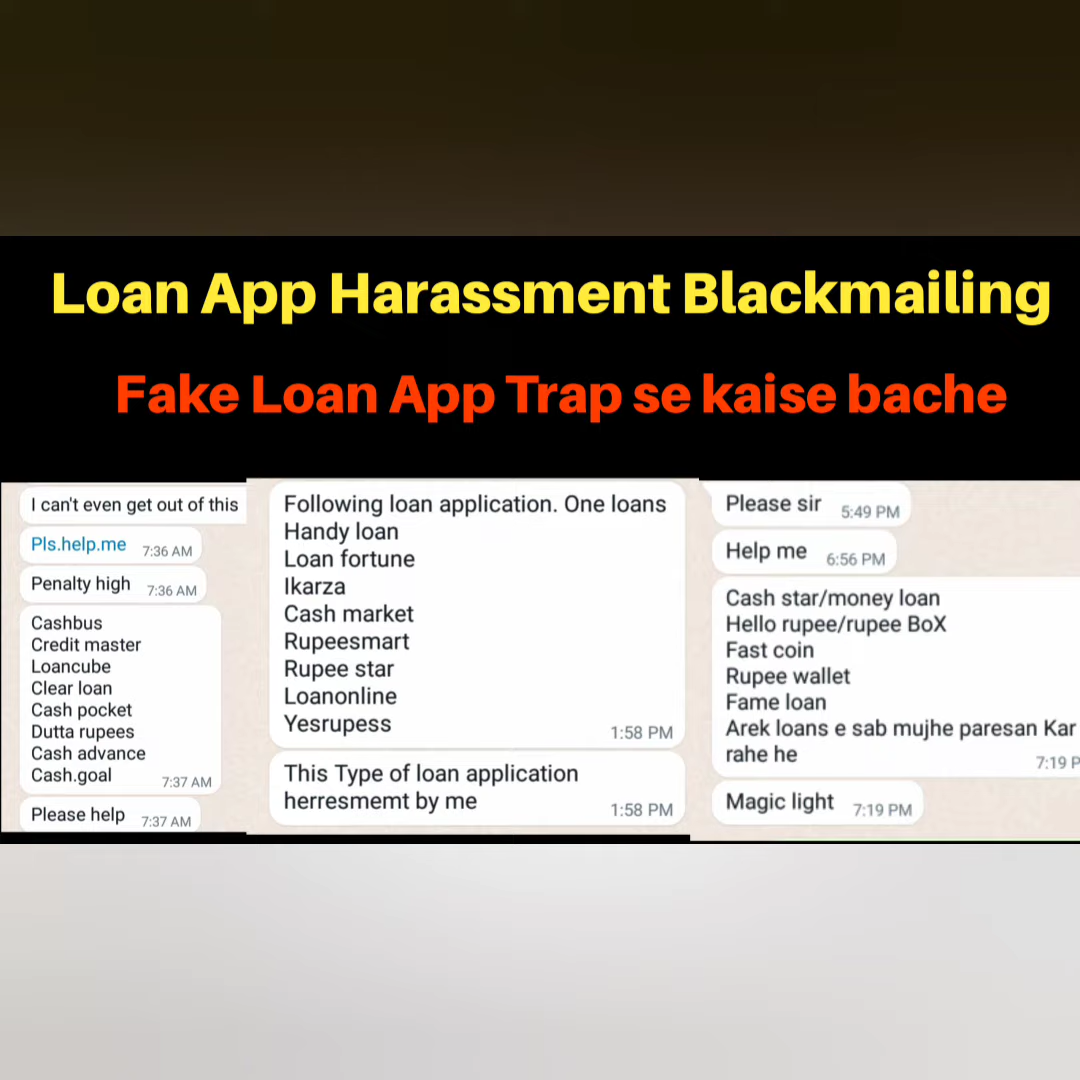 Loan App Harassment Blackmailing
Fake Loan App Trap se kaise bache
I can't even get out of this
Pls.help.me 7:36 AM
Penalty high 7:36 AM
Cashbus
Credit master
Loancube
Clear loan
Cash pocket
Dutta rupees
Cash advance
Cash.goal 7:37 AM
Please help 7:37 AM
Following loan application. One loans
Handy loan
Loan fortune
Ikarza
Cash market
Rupeesmart
Rupee star
Loanonline
Yesrupess 1:58 PM
This Type of loan application
herresmemt by me 1:58 PM
Please sir 5:49 PM
Help me 6:56 PM
Cash star/money loan
Hello rupee/rupee BoX
Fast coin
Rupee wallet
Fame loan
Arek loans e sab mujhe paresan Kar
rahe he 7:19 P
Magic light 7:19 PM